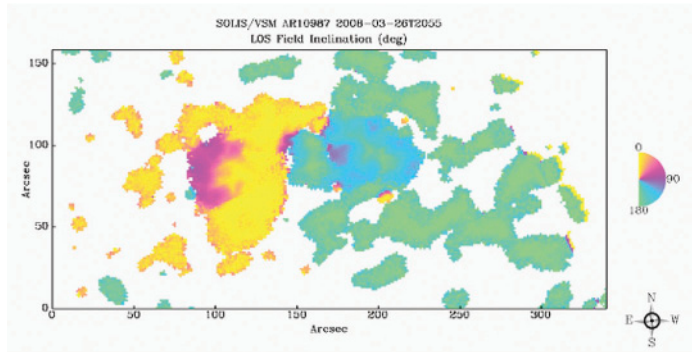 SOLIS/VSM AR10987 2008-03-26T2055
LOS Field Inclination (deg)
150
100
50
0
Arcsec
0 50 100 150 200 250 300
Arcsec
0
90
180
N
E W
S